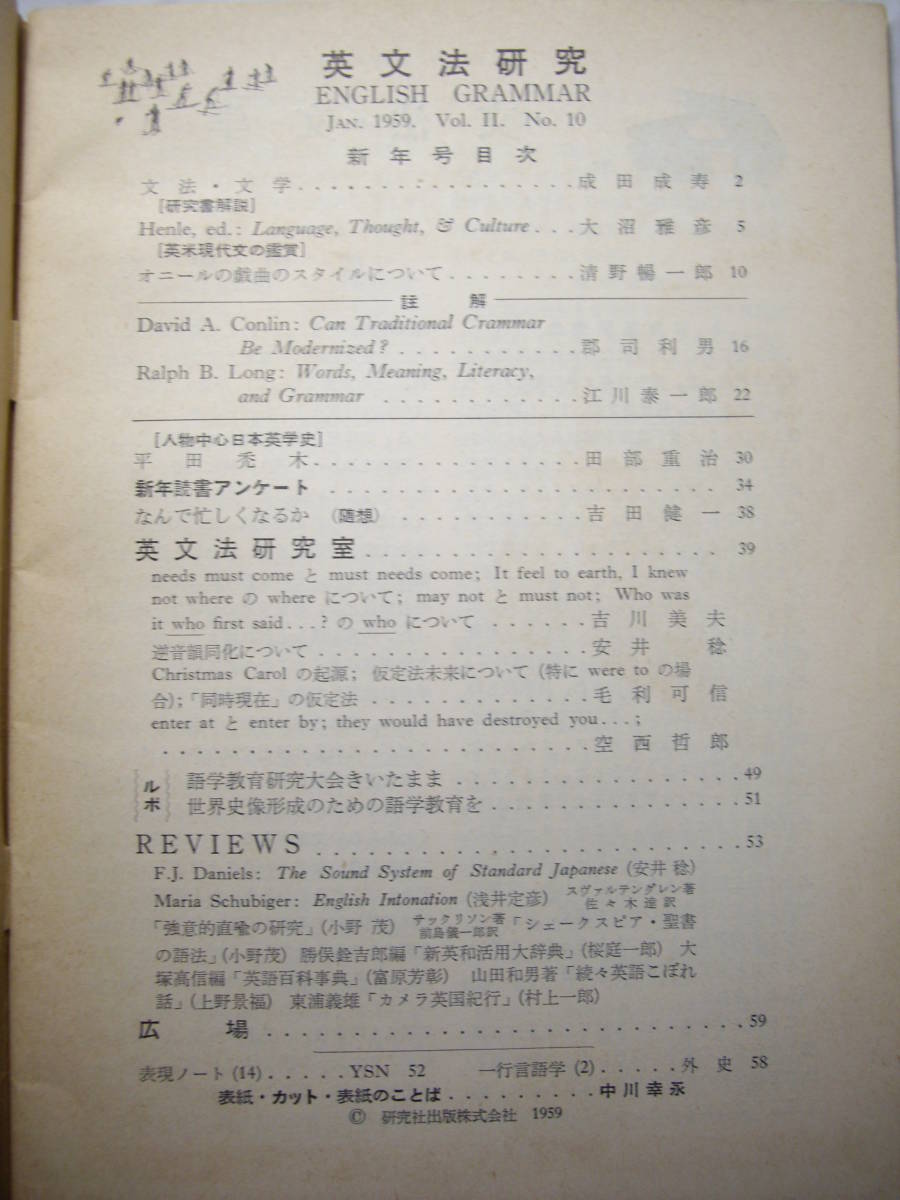 英文法研究
ENGLISH GRAMMAR
JAN. 1959. Vol. II. No. 10
新年号目次
文法・文学.................成田成寿 2
[研究書解説]
Henle, ed.: Language, Thought, & Culture...大沼雅彦 5
[英米現代文の鑑賞]
オニールの戯曲のスタイルについて........清野暢一郎 10
註 解
David A. Conlin: Can Traditional Crammar
Be Modernized?...........郡司利男 16
Ralph B. Long: Words, Meaning, Literacy,
and Grammar ............江川泰一郎 22
[人物中心日本英学史]
平田禿木................田部重治 30
新年読書アンケート ........................ 34
なんで忙しくなるか (随想) ...........吉田健一 38
英文法研究室...................... 39
needs must come と must needs come; It feel to earth, I knew
not where の where について; may not と must not; Who was
it who first said...? の who について ......吉川美夫
逆音韻同化について.................安井 稔
Christmas Carol の起源; 仮定法未来について (特に were to の場
合);「同時現在」の仮定法 .............毛利可信
enter at と enter by; they would have destroyed you...;
..........................空西哲郎
ルポ
語学教育研究大会きいたまま ...................49
世界史像形成のための語学教育を.................51
REVIEWS .........................53
F.J. Daniels: The Sound System of Standard Japanese (安井 稔)
Maria Schubiger: English Intonation (浅井定彦) スヴァルテングレン著 佐々木達訳
「強意的直喩の研究」(小野 茂) サックリソン著 前島儀一郎訳「シェークスピア・聖書
の語法」(小野茂) 勝俣銓吉郎編「新英和活用大辞典」(桜庭一郎) 大
塚高信編「英語百科事典」(富原芳彰) 山田和男著「続々英語こぼれ
話」(上野景福) 東浦義雄「カメラ英国紀行」(村上一郎)
広 場............................59
表現ノート (14).....YSN 52 一行言語学 (2).....外 史 58
表紙・カット・表紙のことば.........中川幸永
© 研究社出版株式会社 1959